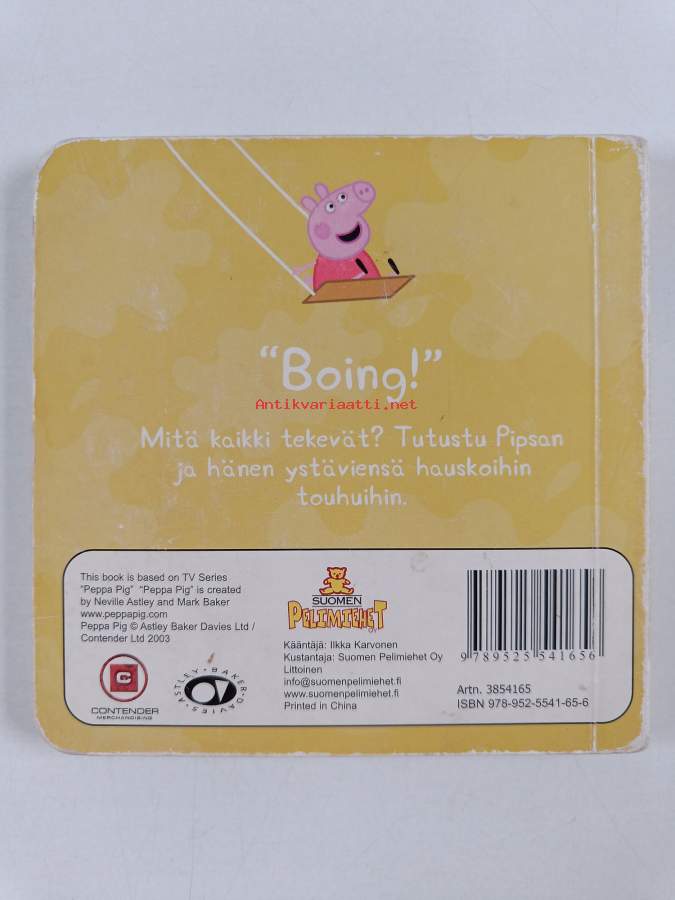 “Boing!”
Antikvariaatti.net
Mitä kaikki tekevät? Tutustu Pipsan
ja hänen ystäviensä hauskoihin
touhuihin.
This book is based on TV Series
"Peppa Pig" "Peppa Pig" is created
by Neville Astley and Mark Baker
www.peppapig.com
Peppa Pig © Astley Baker Davies Ltd /
Contender Ltd 2003
CONTENDER
MERCHANDISING
ASTLEY • BAKER • DAVIES •
SUOMEN
PELIMIEHET
OY
Kääntäjä: Ilkka Karvonen
Kustantaja: Suomen Pelimiehet Oy
Littoinen
info@suomenpelimiehet.fi
www.suomenpelimiehet.fi
Printed in China
9 789525 541656
Artn. 3854165
ISBN 978-952-5541-65-6